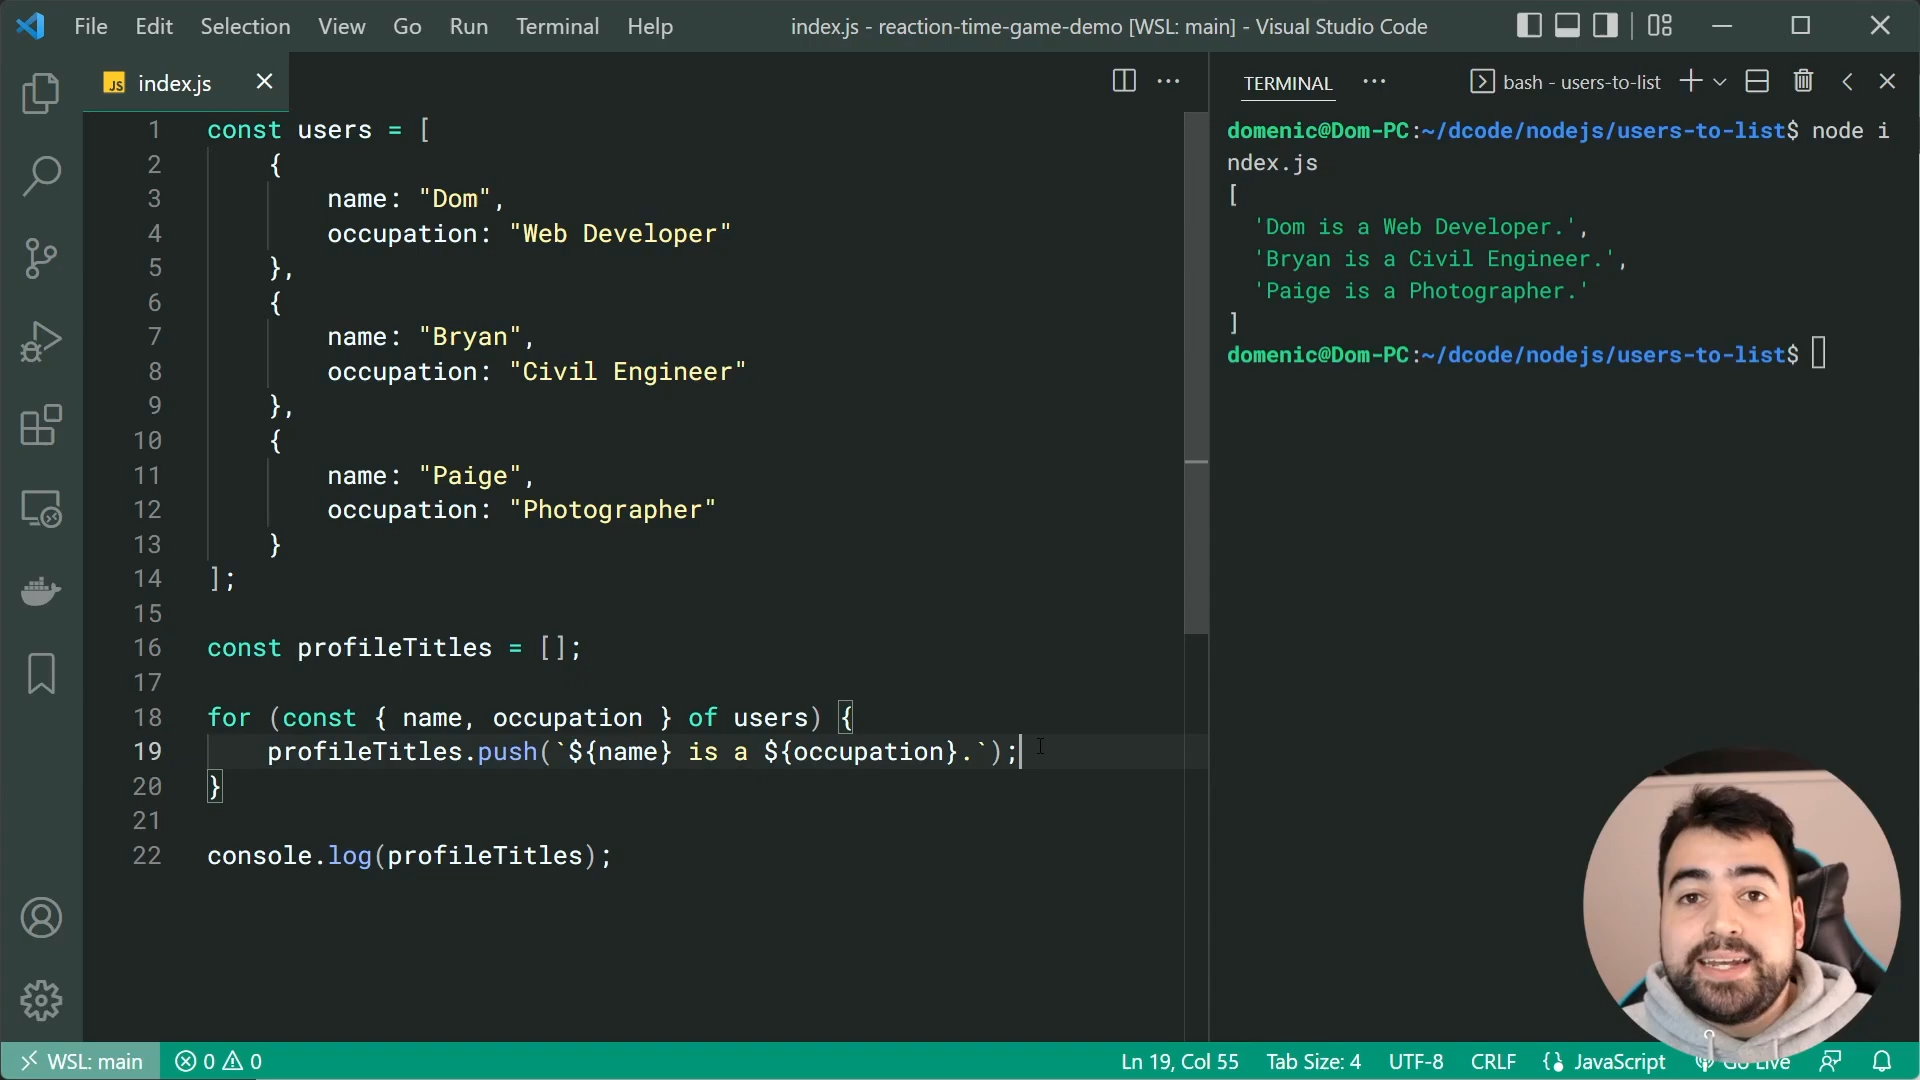 File Edit Selection View Go Run Terminal Help
index.js - reaction-time-game-demo [WSL: main] - Visual Studio Code
JS index.js
1 const users = [
2 {
3 name: "Dom",
4 occupation: "Web Developer"
5 },
6 {
7 name: "Bryan",
8 occupation: "Civil Engineer"
9 },
10 {
11 name: "Paige",
12 occupation: "Photographer"
13 }
14 ];
15
16 const profileTitles = [];
17
18 for (const { name, occupation } of users) {
19 profileTitles.push(`${name} is a ${occupation}.`);
20 }
21
22 console.log(profileTitles);
TERMINAL
bash - users-to-list
domenic@Dom-PC:~/dcode/nodejs/users-to-list$ node i
ndex.js
[
'Dom is a Web Developer.',
'Bryan is a Civil Engineer.',
'Paige is a Photographer.'
]
domenic@Dom-PC:~/dcode/nodejs/users-to-list$
WSL: main 0 0
Ln 19, Col 55 Tab Size: 4 UTF-8 CRLF JavaScript Go Live